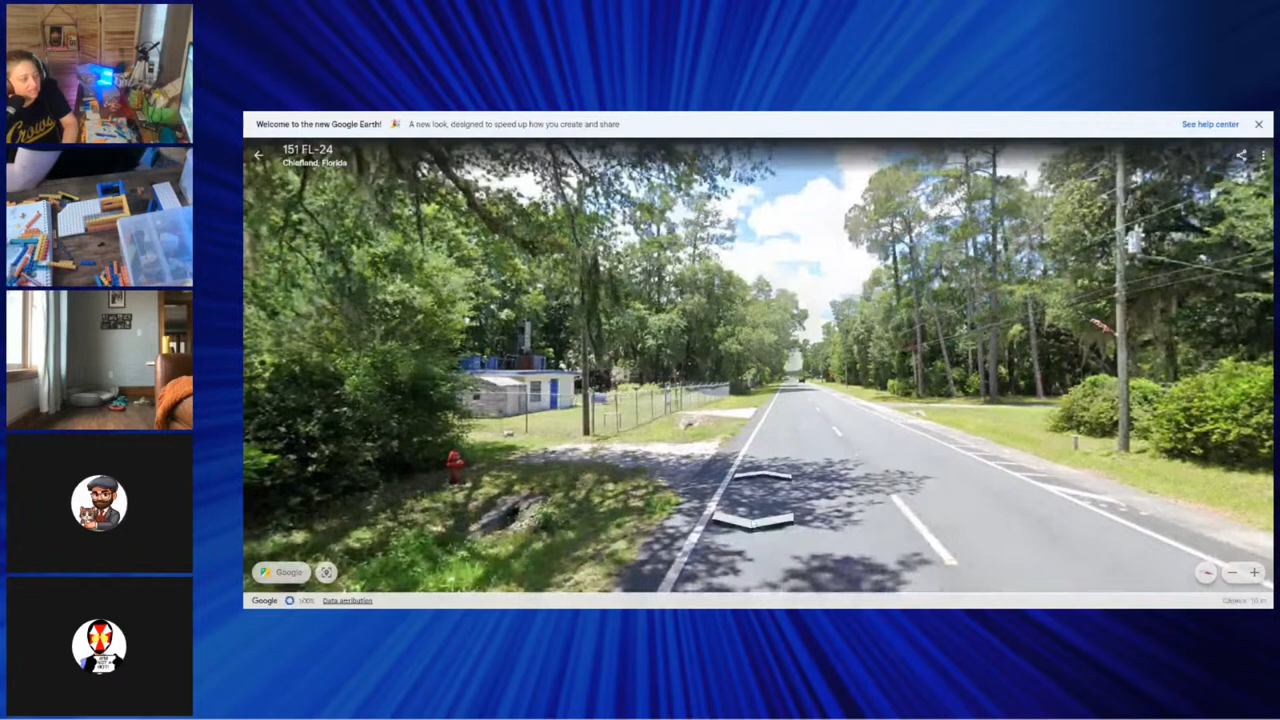 Crows
Welcome to the new Google Earth! 🎉 A new look, designed to speed up how you create and share
See help center
151 FL-24
Chiefland, Florida
Google
Google
100%
Data attribution